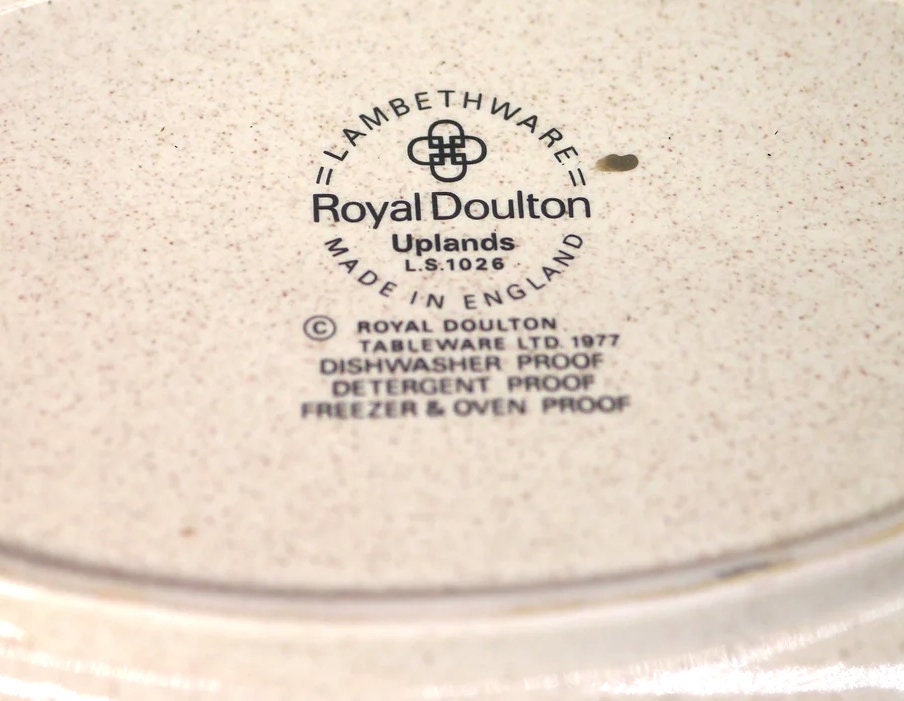 =LAMBETHWARE=
Royal Doulton
Uplands
L.S.1026
MADE IN ENGLAND
© ROYAL DOULTON
TABLEWARE LTD. 1977
DISHWASHER PROOF
DETERGENT PROOF
FREEZER & OVEN PROOF